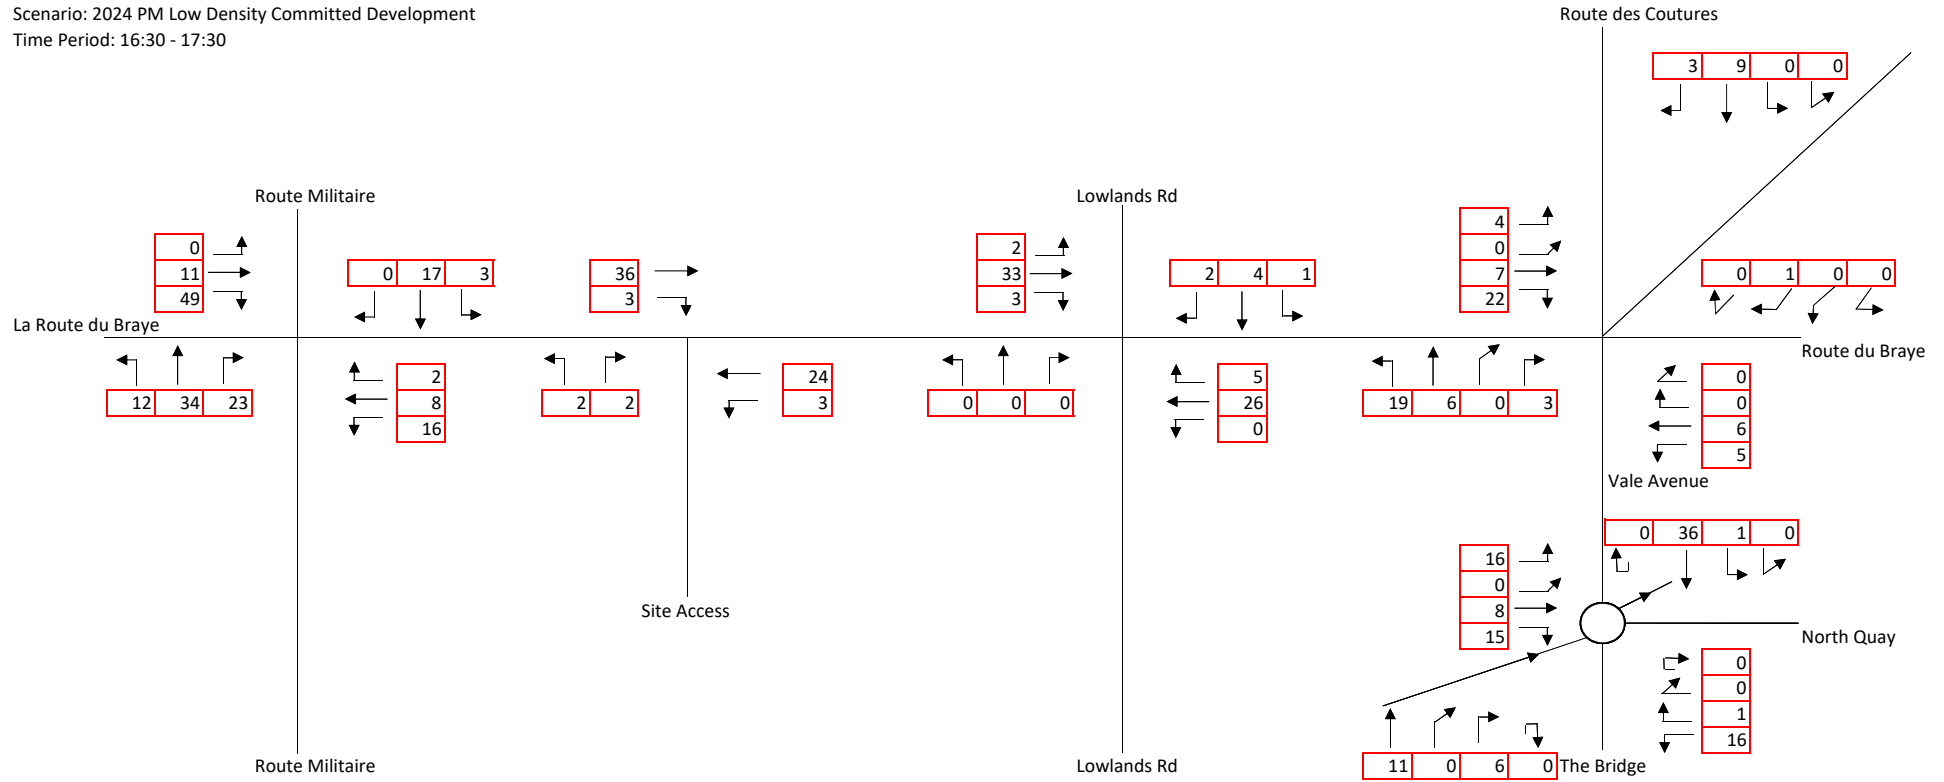 Scenario: 2024 PM Low Density Committed Development
Time Period: 16:30 - 17:30
Route des Coutures
3 9 0 0
Route Militaire
Lowlands Rd
0
11
49
0 17 3
36
3
2
33
3
2 4 1
4
0
7
22
0 1 0 0
La Route du Braye
Route du Braye
12 34 23
2
8
16
2 2
24
3
0 0 0
5
26
0
19 6 0 3
0
0
6
5
Vale Avenue
0 36 1 0
16
0
8
15
Site Access
North Quay
0
0
1
16
11 0 6 0
Route Militaire
Lowlands Rd
The Bridge